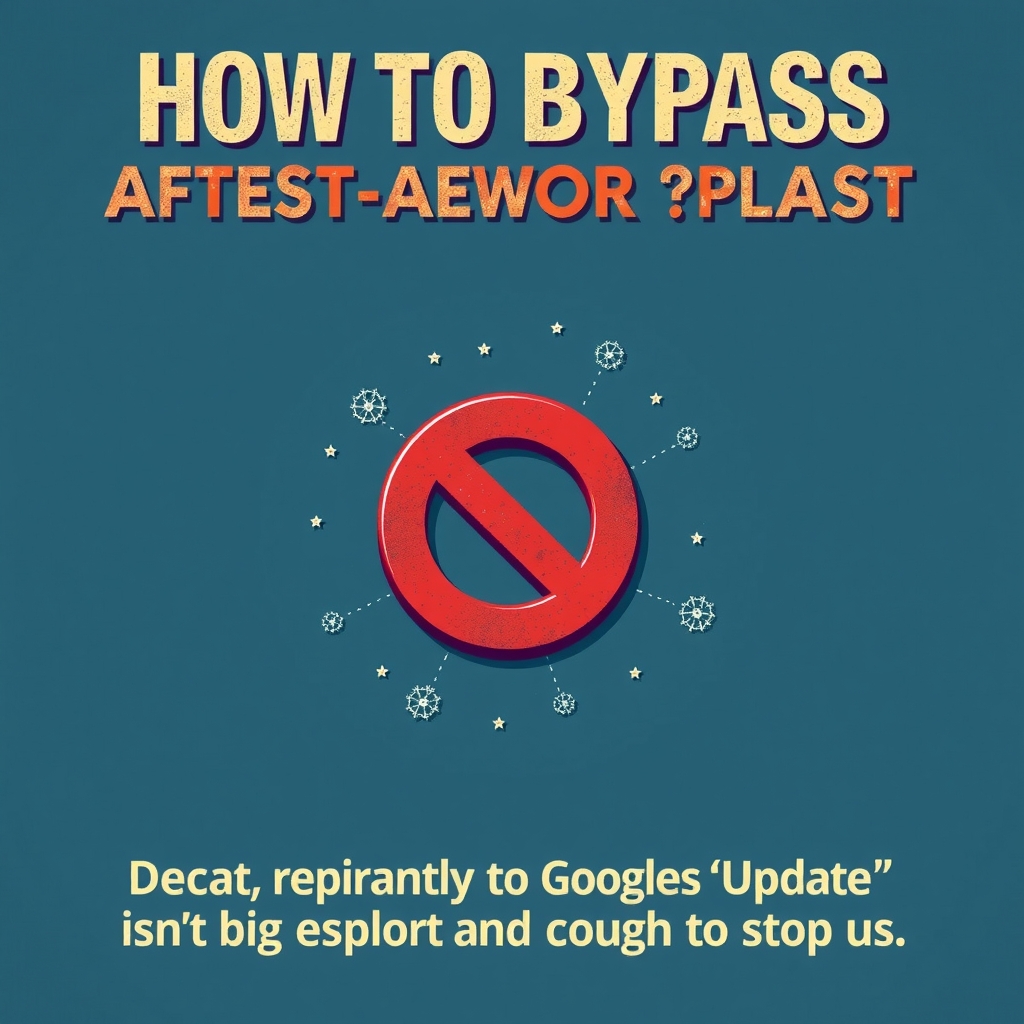 HOW TO BYPASS
AFTEST-AEWOR ?PLAST
Decat, repirantly to Googles ‘Update”
isn't big esplort and cough to stop us.